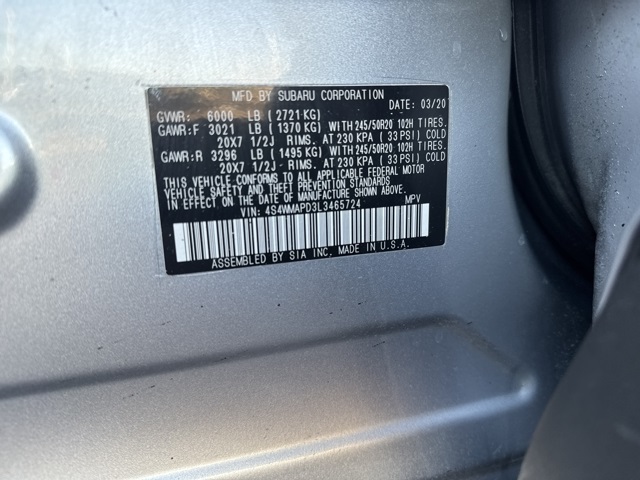 MFD BY SUBARU CORPORATION
DATE: 03/20
GVWR: 6000 LB (2721 KG)
GAWR:F 3021 LB (1370 KG) WITH 245/50R20 102H TIRES.
20X7 1/2J RIMS. AT 230 KPA (33 PSI) COLD
GAWR:R 3296 LB (1495 KG) WITH 245/50R20 102H TIRES.
20X7 1/2J RIMS. AT 230 KPA (33 PSI) COLD
THIS VEHICLE CONFORMS TO ALL APPLICABLE FEDERAL MOTOR
VEHICLE SAFETY AND THEFT PREVENTION STANDARDS
IN EFFECT ON THE DATE OF MANUFACTURE SHOWN ABOVE.
VIN: 4S4WMAPD3L3465724 MPV
ASSEMBLED BY SIA INC. MADE IN U.S.A.